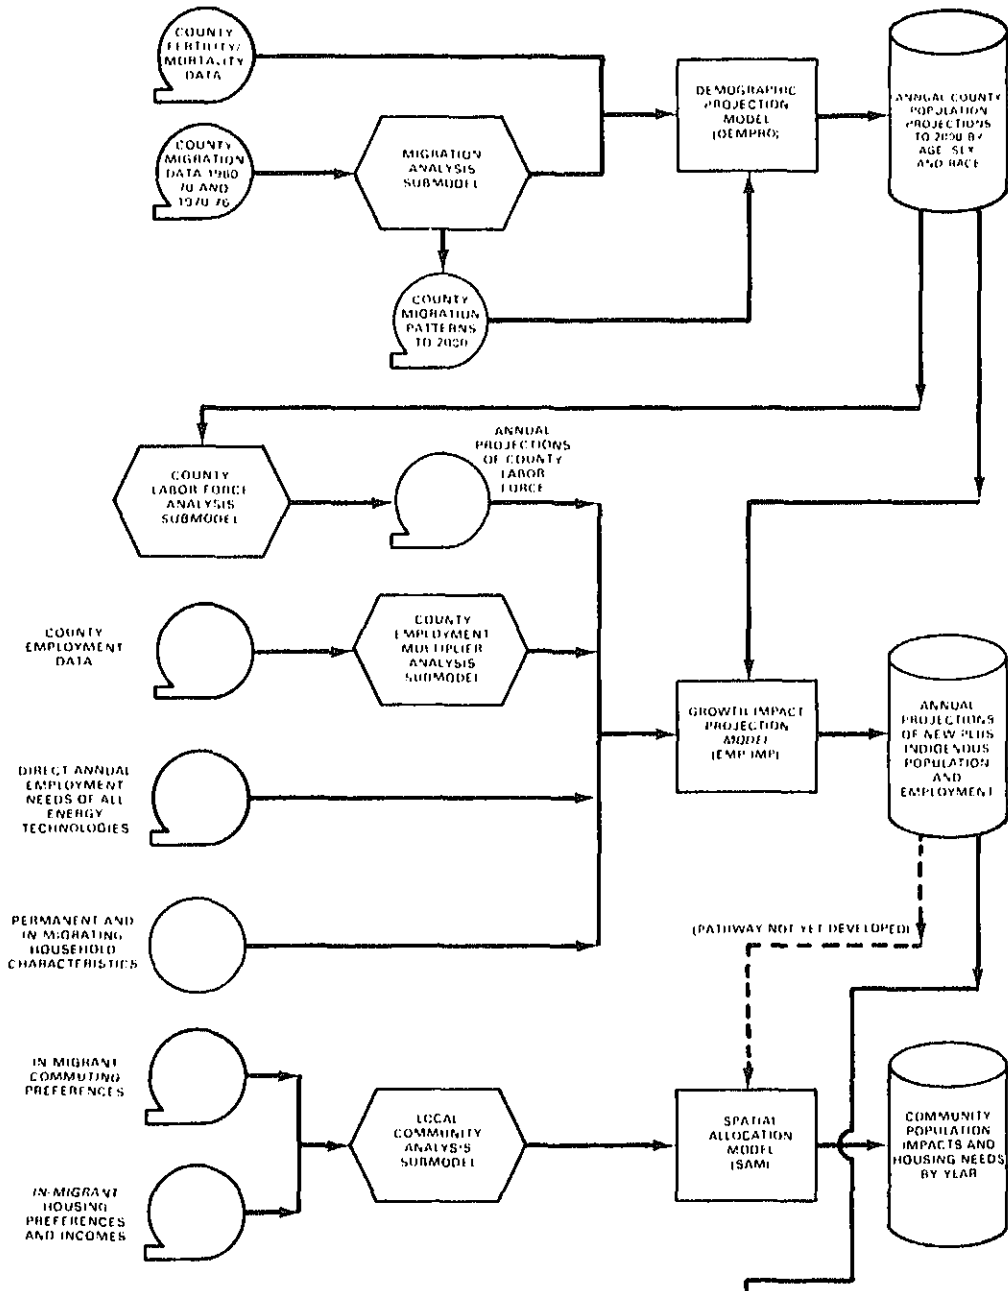 COUNTY
FERTILITY/
MORTALITY
DATA
DEMOGRAPHIC
PROJECTION
MODEL
(DEMPRO)
ANNUAL COUNTY
POPULATION
PROJECTIONS
TO 2000 BY
AGE, SEX
AND RACE
COUNTY
MIGRATION
DATA 1960
70 AND
1970 76
MIGRATION
ANALYSIS
SUBMODEL
COUNTY
MIGRATION
PATTERNS
TO 2000
COUNTY
LABOR FORCE
ANALYSIS
SUBMODEL
ANNUAL
PROJECTIONS
OF COUNTY
LABOR
FORCE
COUNTY
EMPLOYMENT
DATA
COUNTY
EMPLOYMENT
MULTIPLIER
ANALYSIS
SUBMODEL
GROWTH IMPACT
PROJECTION
MODEL
(EMP IMP)
ANNUAL
PROJECTIONS
OF NEW PLUS
INDIGENOUS
POPULATION
AND
EMPLOYMENT
DIRECT ANNUAL
EMPLOYMENT
NEEDS OF ALL
ENERGY
TECHNOLOGIES
PERMANENT AND
IN MIGRATING
HOUSEHOLD
CHARACTERISTICS
(PATHWAY NOT YET DEVELOPED)
IN-MIGRANT
COMMUTING
PREFERENCES
LOCAL
COMMUNITY
ANALYSIS
SUBMODEL
SPATIAL
ALLOCATION
MODEL
(SAM)
COMMUNITY
POPULATION
IMPACTS AND
HOUSING NEEDS
BY YEAR
IN-MIGRANT
HOUSING
PREFERENCES
AND INCOMES